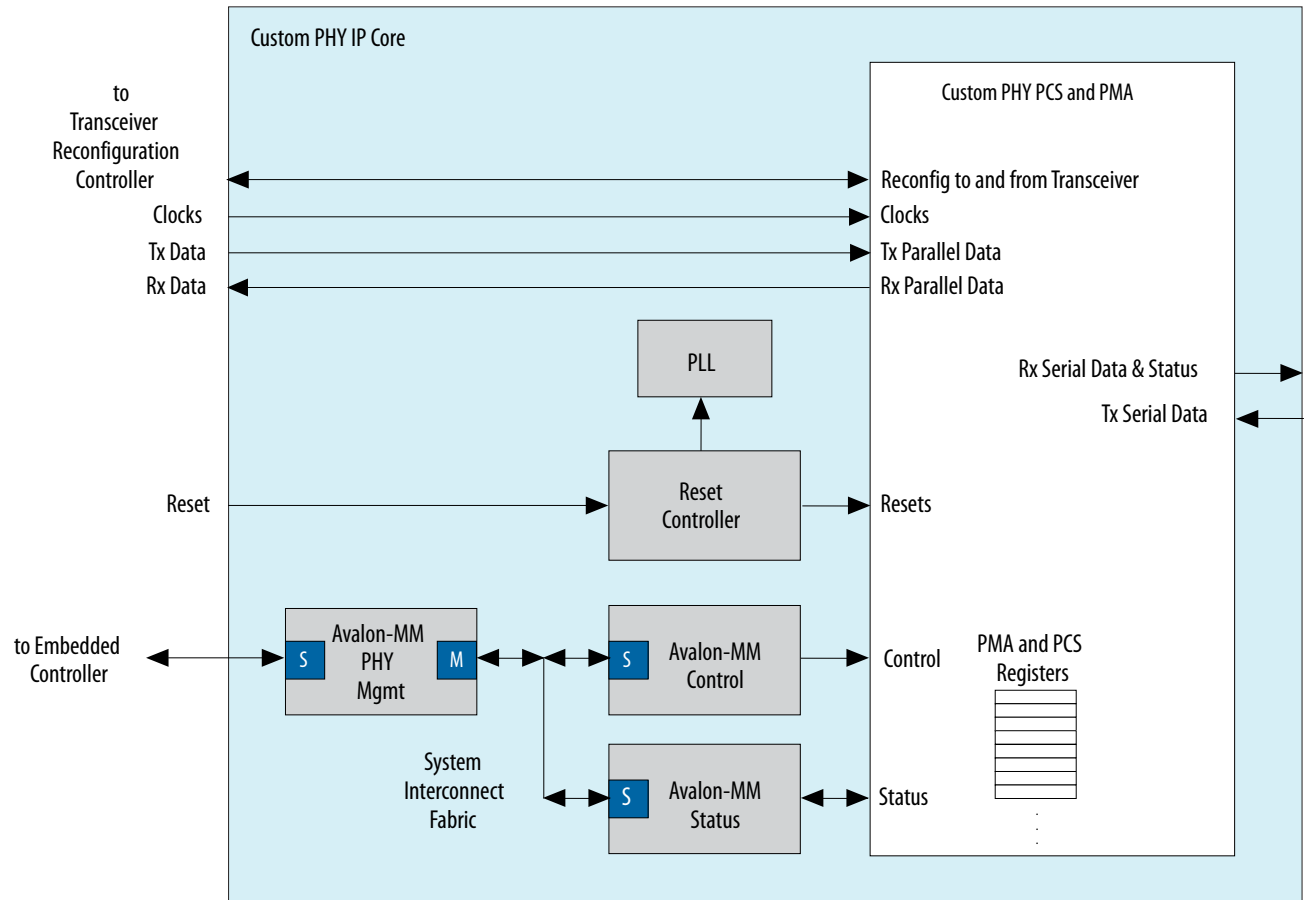 Custom PHY IP Core
Custom PHY PCS and PMA
to
Transceiver
Reconfiguration
Controller
Reconfig to and from Transceiver
Clocks
Clocks
Tx Data
Tx Parallel Data
Rx Data
Rx Parallel Data
PLL
Rx Serial Data & Status
Tx Serial Data
Reset
Reset
Controller
Resets
to Embedded
Controller
S
Avalon-MM
PHY
Mgmt
M
S
Avalon-MM
Control
Control
PMA and PCS
Registers
System
Interconnect
Fabric
S
Avalon-MM
Status
Status
.
.
.